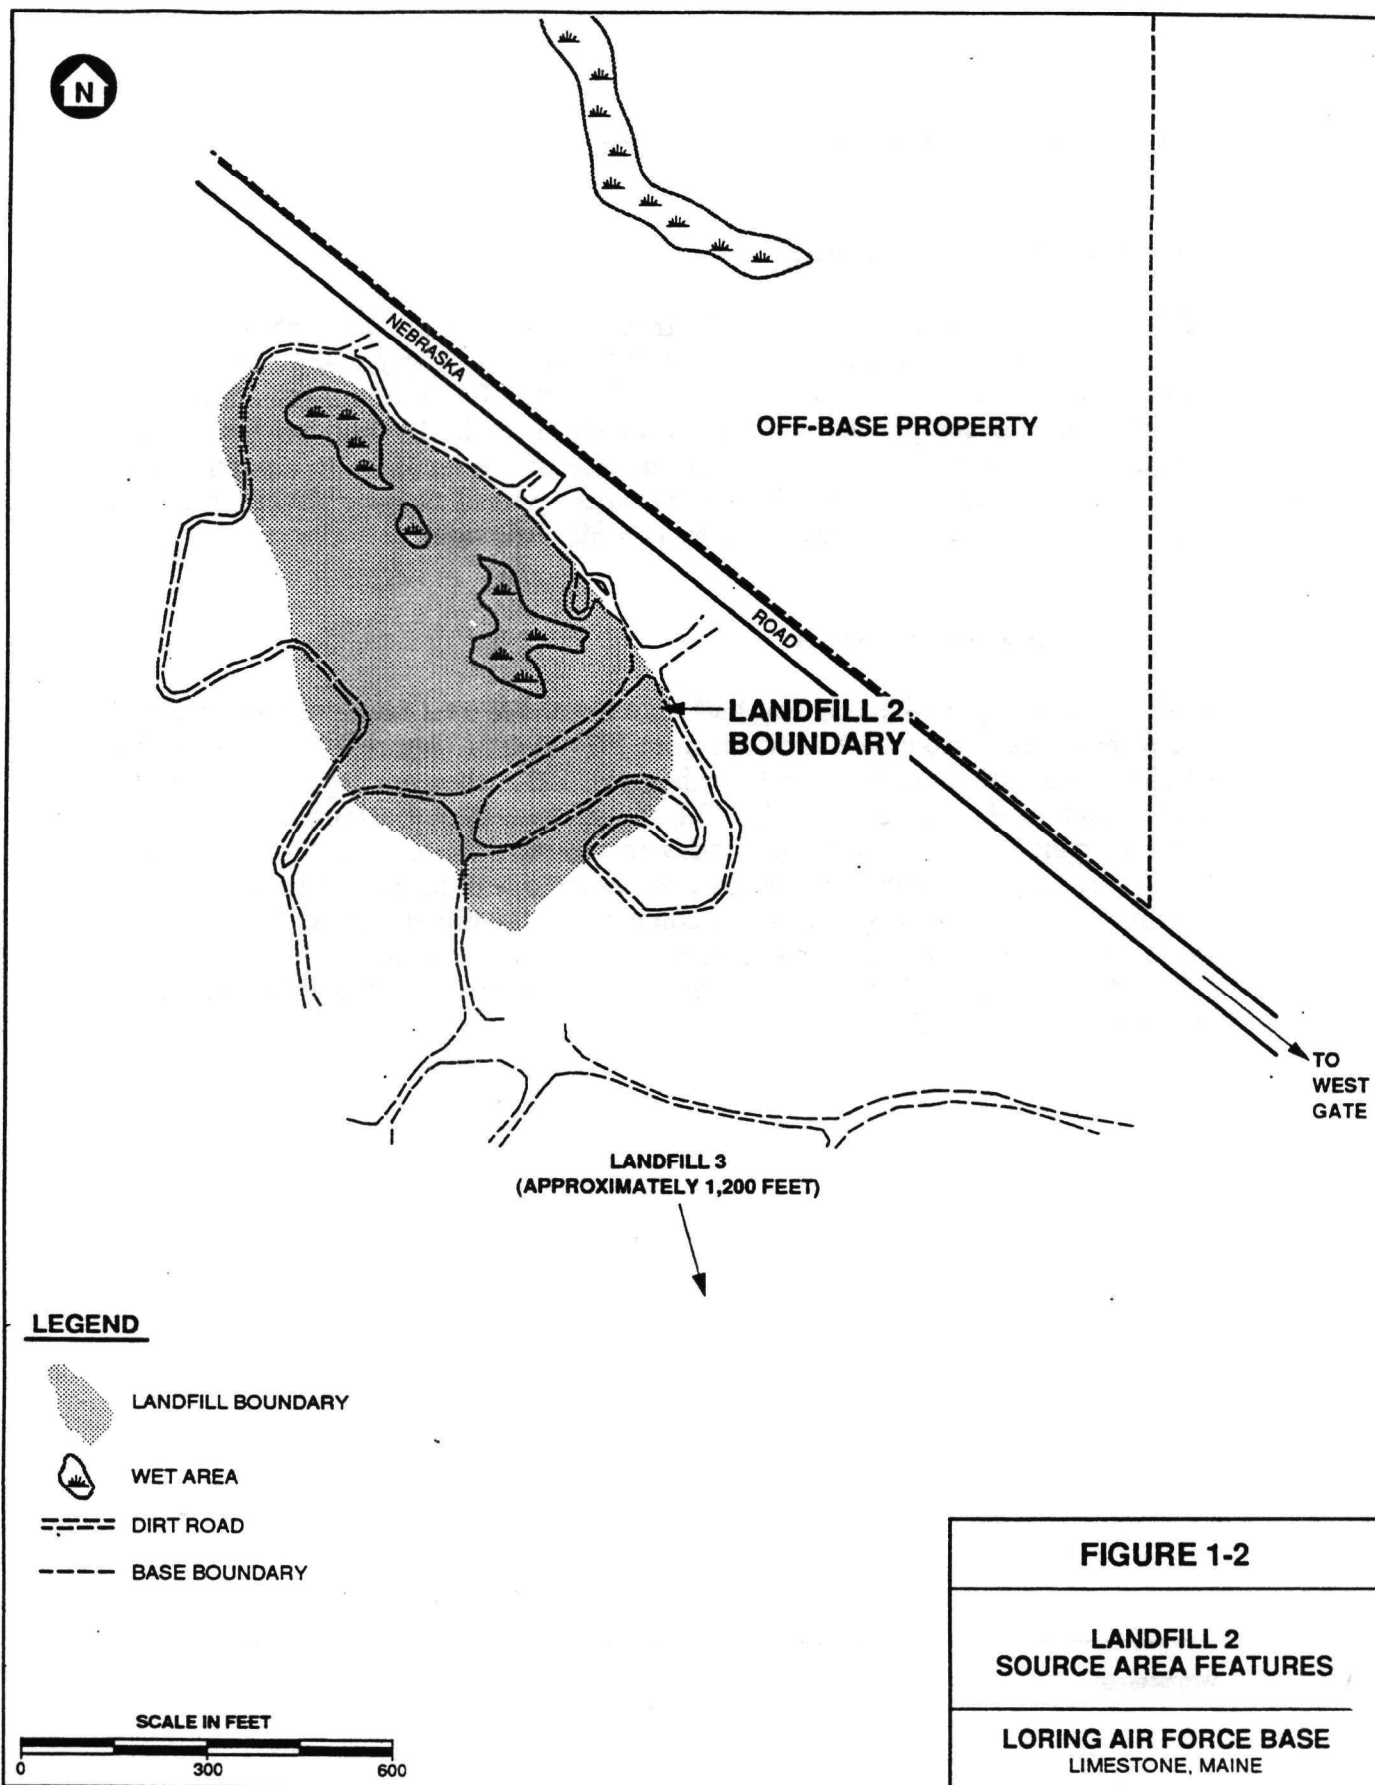 N
NEBRASKA
OFF-BASE PROPERTY
ROAD
LANDFILL 2
BOUNDARY
TO
WEST
GATE
LANDFILL 3
(APPROXIMATELY 1,200 FEET)
LEGEND
LANDFILL BOUNDARY
WET AREA
DIRT ROAD
BASE BOUNDARY
SCALE IN FEET
0 300 600
FIGURE 1-2
LANDFILL 2
SOURCE AREA FEATURES
LORING AIR FORCE BASE
LIMESTONE, MAINE